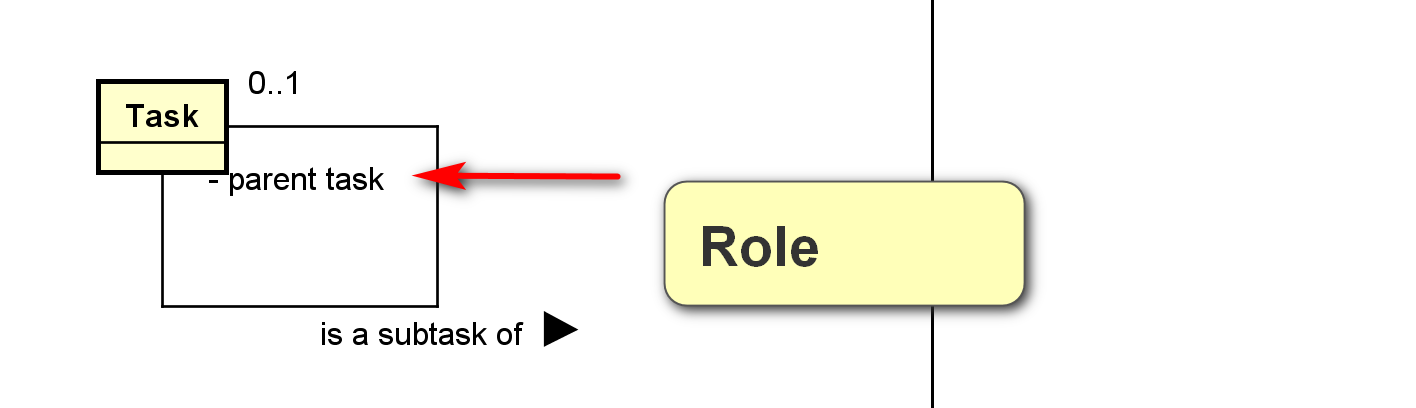 0..1
Task
- parent task
Role
is a subtask of